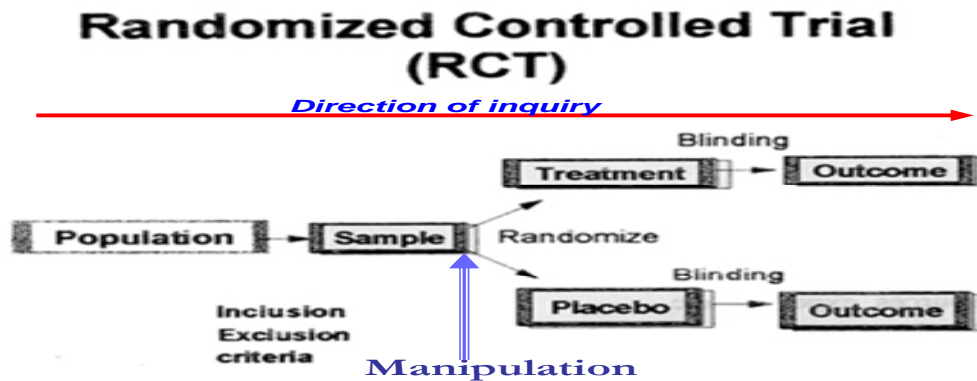 Randomized Controlled Trial
(RCT)
Direction of inquiry
Blinding
Treatment
Outcome
Population
Sample
Randomize
Blinding
Placebo
Outcome
Inclusion
Exclusion
criteria
Manipulation